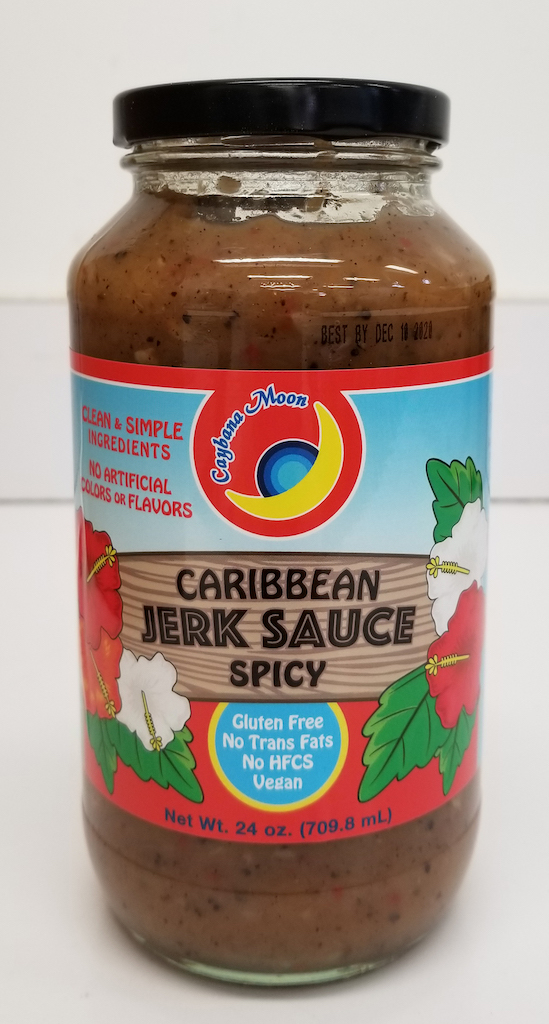 BEST BY DEC 18 2020
Caybana Moon
CLEAN & SIMPLE
INGREDIENTS
NO ARTIFICIAL
COLORS OR FLAVORS
CARIBBEAN
JERK SAUCE
SPICY
Gluten Free
No Trans Fats
No HFCS
Vegan
Net Wt. 24 oz. (709.8 mL)